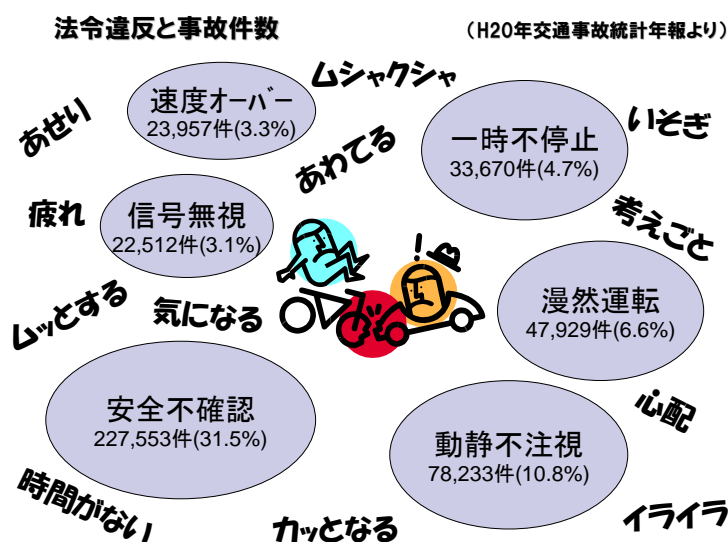 法令違反と事故件数
（H20年交通事故統計年報より）
ムシャクシャ
速度オーバー
23,957件(3.3%)
あせり
あわてる
一時不停止
33,670件(4.7%)
いそぎ
疲れ
信号無視
22,512件(3.1%)
考えごと
！
ムッとする
気になる
漫然運転
47,929件(6.6%)
安全不確認
227,553件(31.5%)
心配
動静不注視
78,233件(10.8%)
時間がない
カッとなる
イライラ